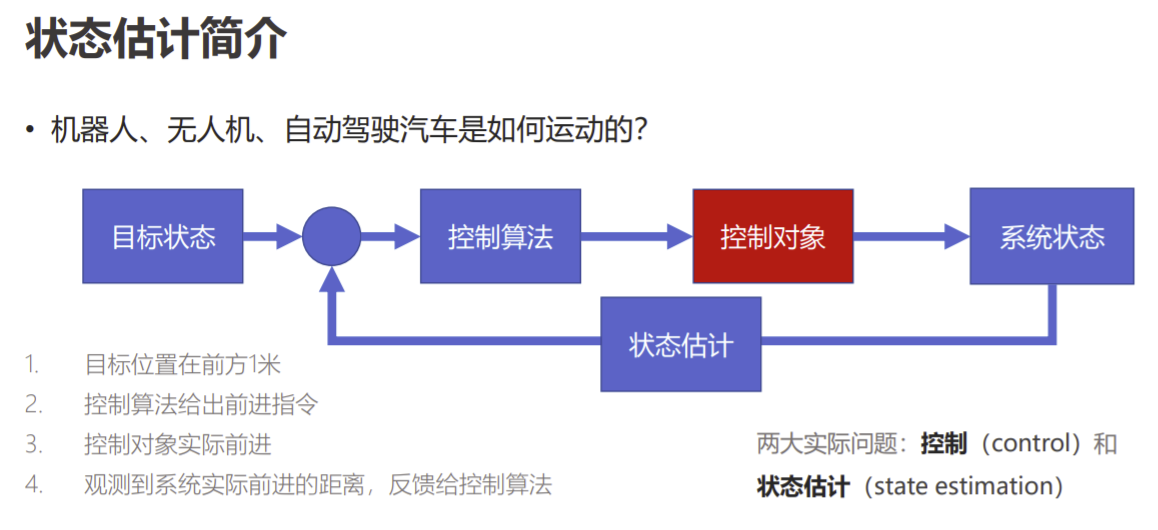 状态估计简介
• 机器人、无人机、自动驾驶汽车是如何运动的？
目标状态
控制算法
控制对象
系统状态
状态估计
1. 目标位置在前方1米
2. 控制算法给出前进指令
3. 控制对象实际前进
4. 观测到系统实际前进的距离，反馈给控制算法
两大实际问题：控制（control）和
状态估计（state estimation）